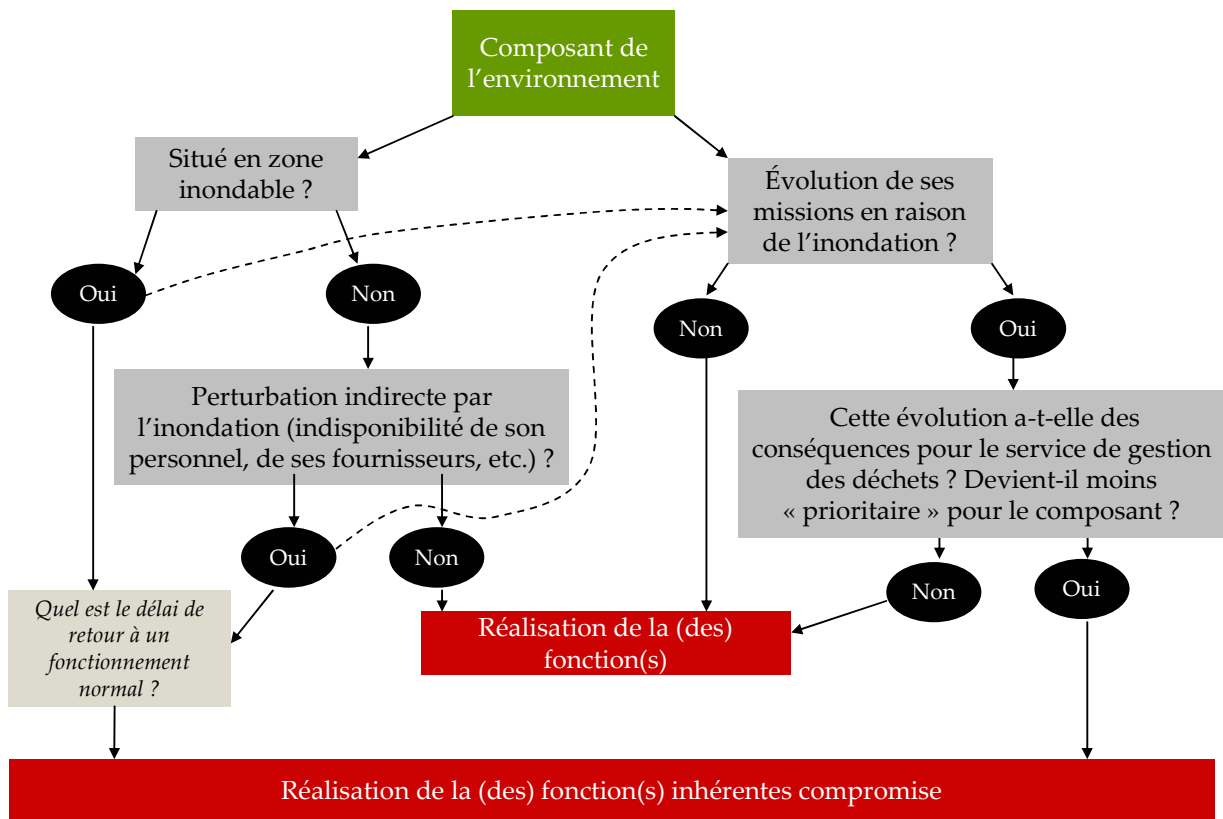 Composant de
l’environnement
Situé en zone
inondable ?
Évolution de ses
missions en raison
de l’inondation ?
Oui
Non
Non
Oui
Perturbation indirecte par
l’inondation (indisponibilité de son
personnel, de ses fournisseurs, etc.) ?
Cette évolution a-t-elle des
conséquences pour le service de gestion
des déchets ? Devient-il moins
« prioritaire » pour le composant ?
Oui
Non
Non
Oui
Quel est le délai de
retour à un
fonctionnement
normal ?
Réalisation de la (des)
fonction(s)
Réalisation de la (des) fonction(s) inhérentes compromise